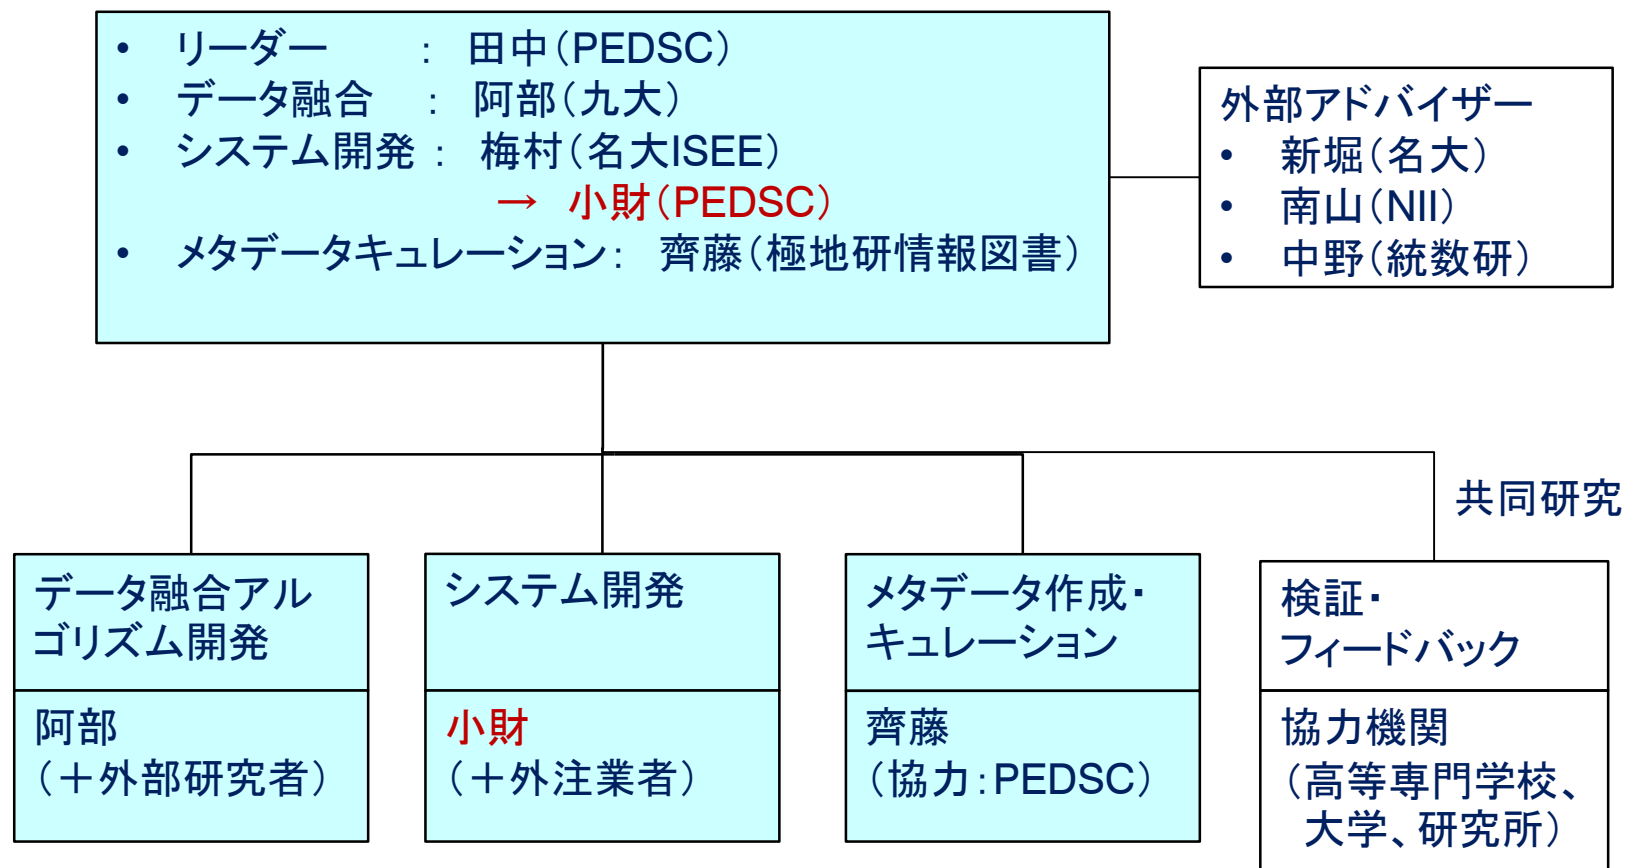 • リーダー ： 田中（PEDSC）
• データ融合 ： 阿部（九大）
• システム開発 ： 梅村（名大ISEE）
→ 小財（PEDSC）
• メタデータキュレーション： 齊藤（極地研情報図書）
外部アドバイザー
• 新堀（名大）
• 南山（NII）
• 中野（統数研）
共同研究
データ融合アル
ゴリズム開発
阿部
（＋外部研究者）
システム開発
小財
（＋外注業者）
メタデータ作成・
キュレーション
齊藤
（協力：PEDSC）
検証・
フィードバック
協力機関
（高等専門学校、
大学、研究所）